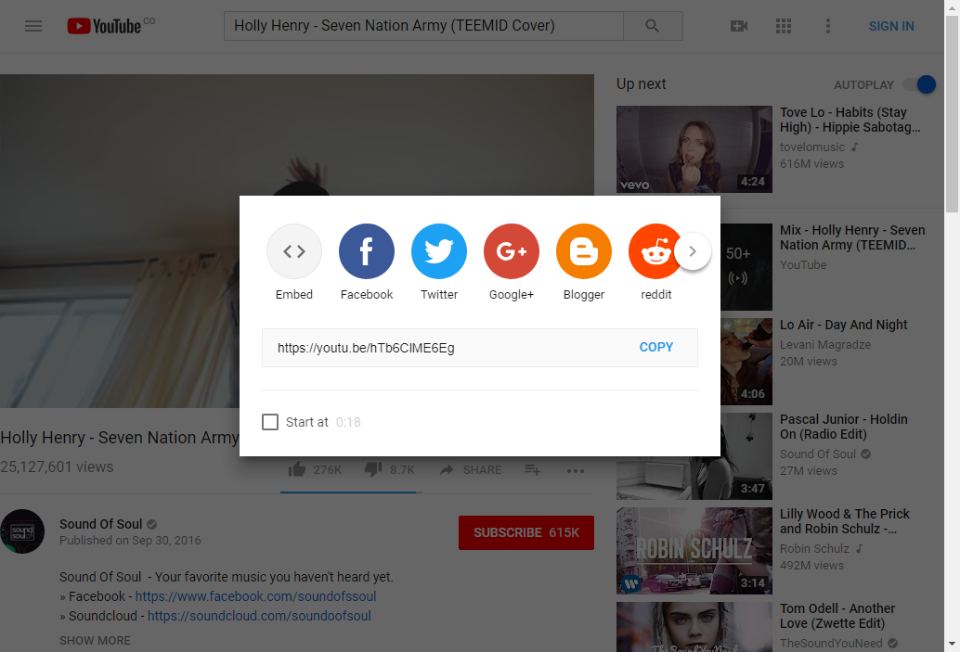 YouTube CO
Holly Henry - Seven Nation Army (TEEMID Cover)
SIGN IN
Up next
AUTOPLAY
Tove Lo - Habits (Stay
High) - Hippie Sabotag...
tovelomusic
616M views
vevo
4:24
Mix - Holly Henry - Seven
Nation Army (TEEMID...
YouTube
50+
Lo Air - Day And Night
Levani Magradze
20M views
4:06
Pascal Junior - Holdin
On (Radio Edit)
Sound Of Soul
27M views
3:47
Lilly Wood & The Prick
and Robin Schulz -...
Robin Schulz
492M views
ROBIN SCHULZ
3:14
Tom Odell - Another
Love (Zwette Edit)
TheSoundYouNeed
The SoundYouNeed
Embed
Facebook
Twitter
Google+
Blogger
reddit
https://youtu.be/hTb6ClME6Eg
COPY
Start at 0:18
Holly Henry - Seven Nation Army
25,127,601 views
276K
8.7K
SHARE
sound
soul
Sound Of Soul
Published on Sep 30, 2016
SUBSCRIBE 615K
Sound Of Soul - Your favorite music you haven't heard yet.
» Facebook - https://www.facebook.com/soundofssoul
» Soundcloud - https://soundcloud.com/soundoofsoul
SHOW MORE